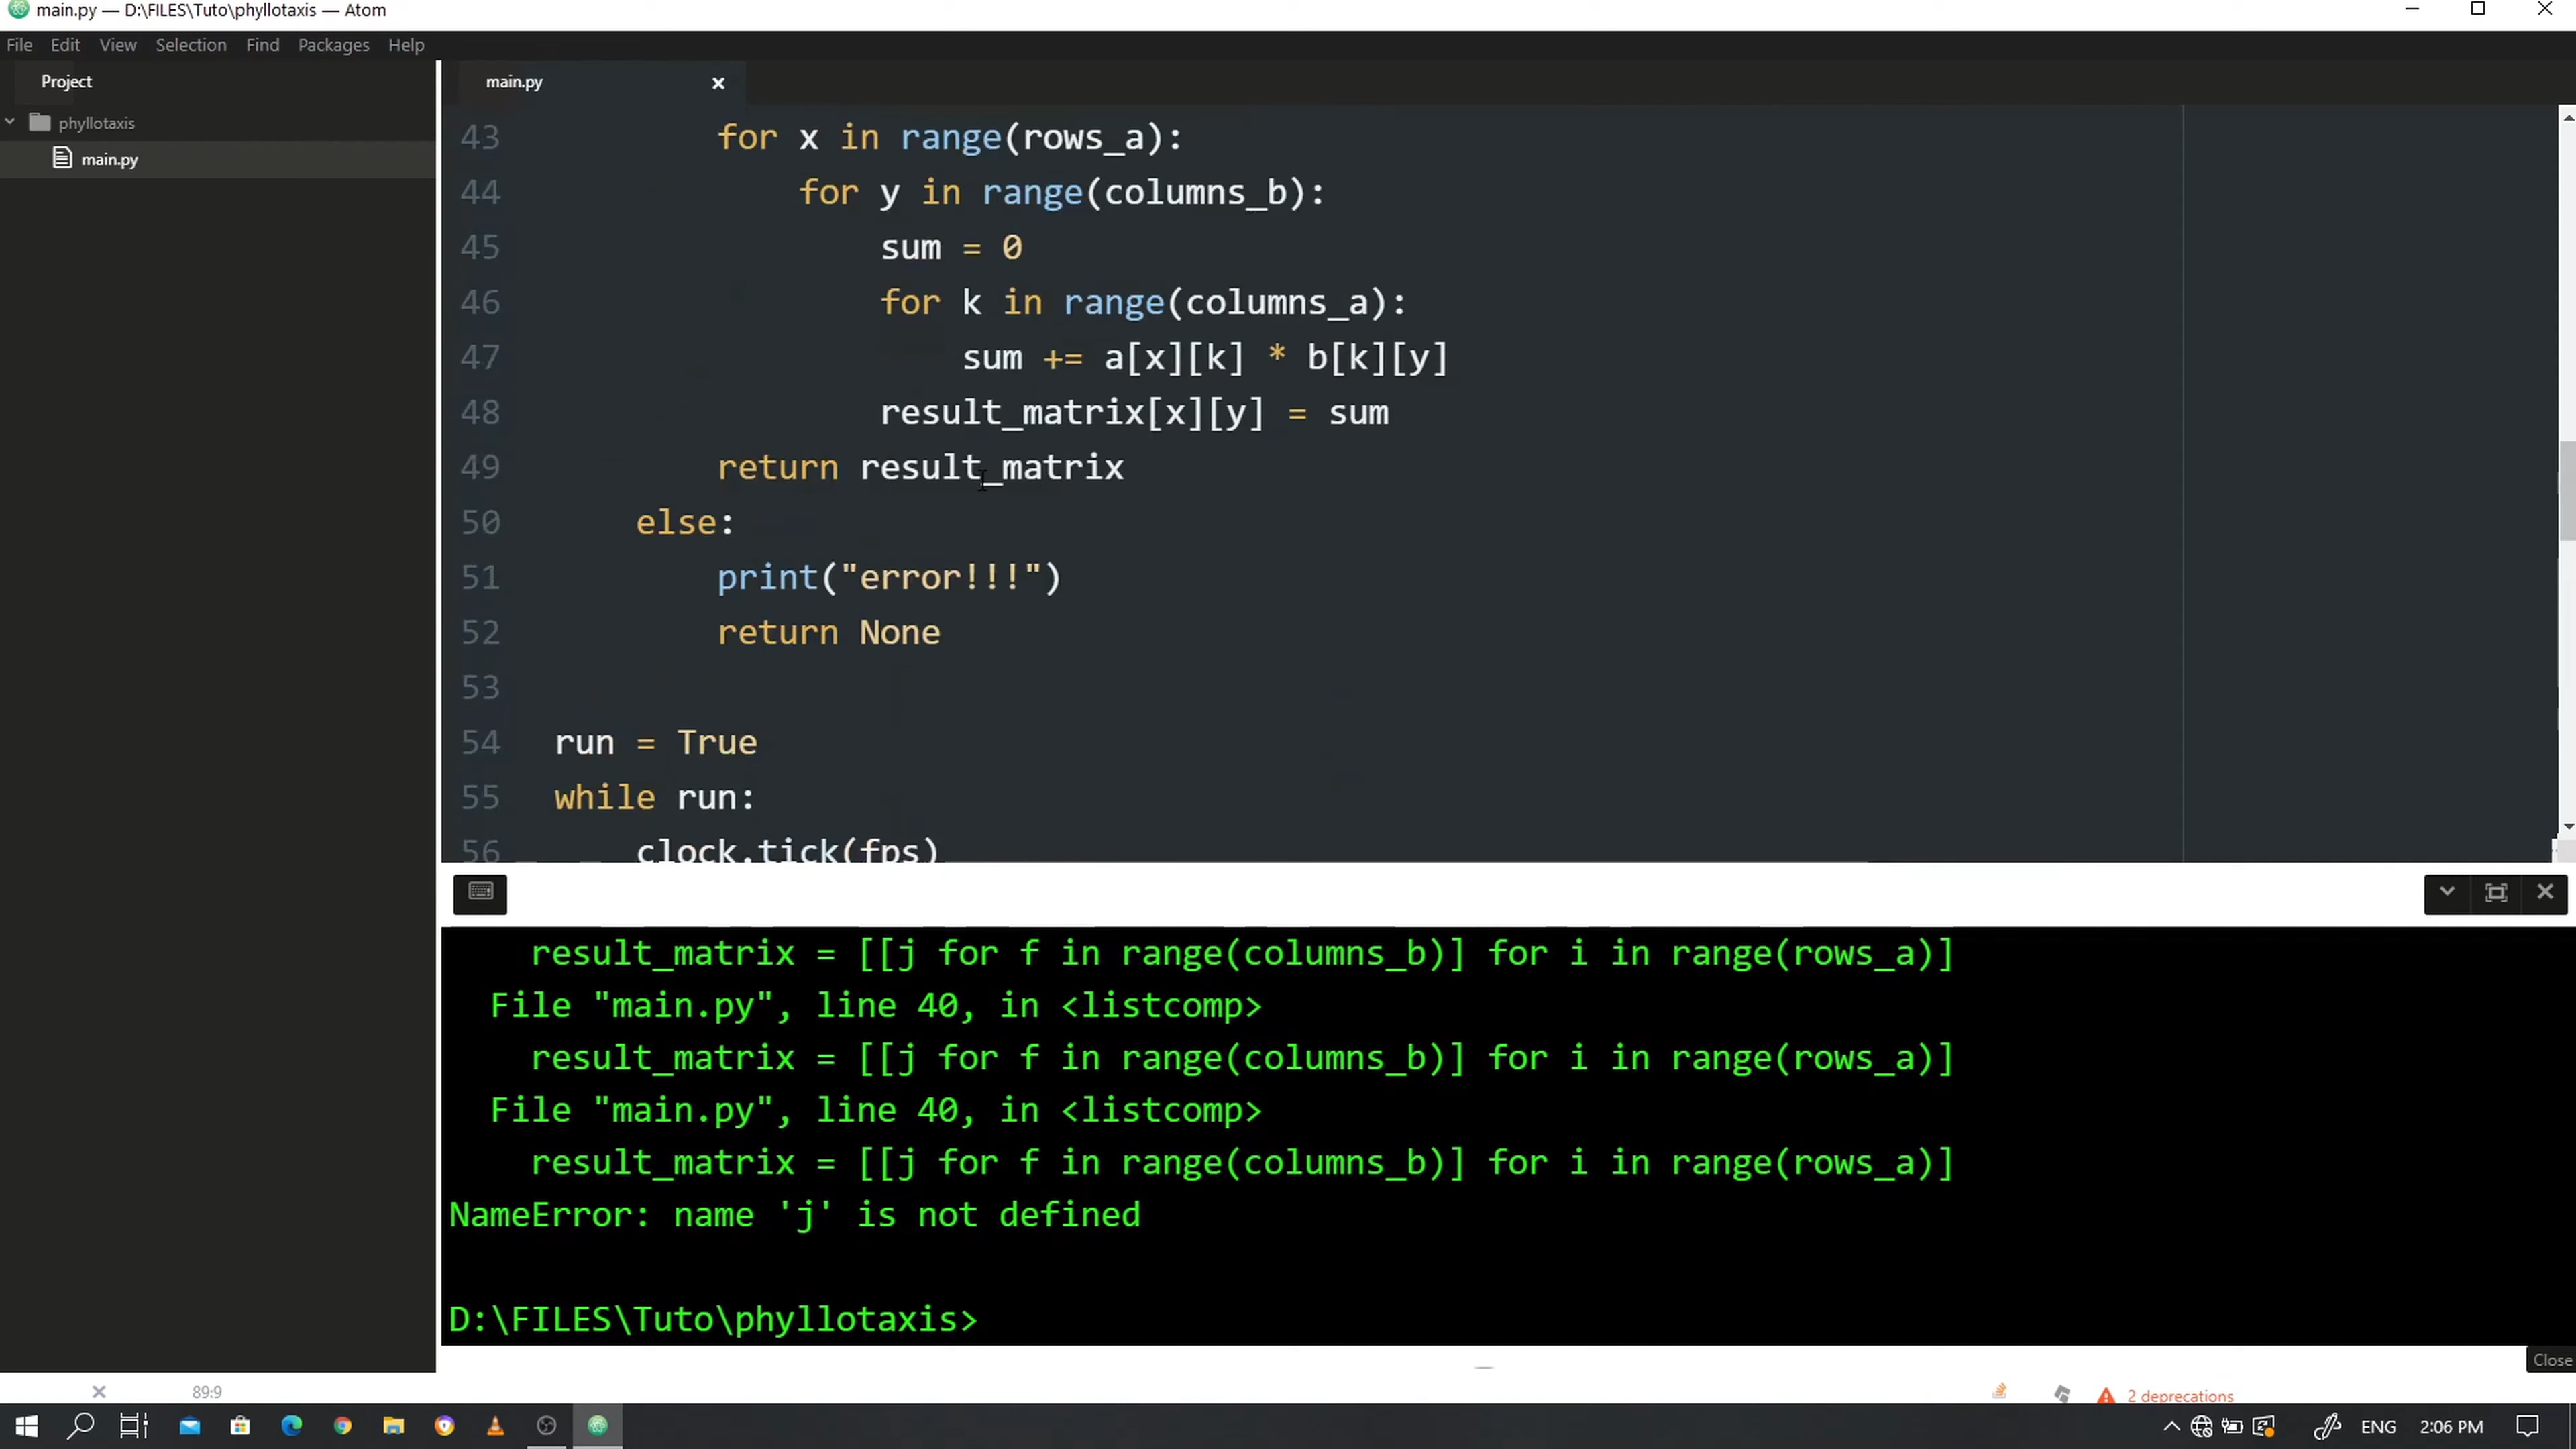 main.py — D:\FILES\Tuto\phyllotaxis — Atom
File Edit View Selection Find Packages Help
Project
main.py
phyllotaxis
main.py
43 for x in range(rows_a):
44 for y in range(columns_b):
45 sum = 0
46 for k in range(columns_a):
47 sum += a[x][k] * b[k][y]
48 result_matrix[x][y] = sum
49 return result_matrix
50 else:
51 print("error!!!")
52 return None
53
54 run = True
55 while run:
56 clock.tick(fps)
result_matrix = [[j for f in range(columns_b)] for i in range(rows_a)]
File "main.py", line 40, in <listcomp>
result_matrix = [[j for f in range(columns_b)] for i in range(rows_a)]
File "main.py", line 40, in <listcomp>
result_matrix = [[j for f in range(columns_b)] for i in range(rows_a)]
NameError: name 'j' is not defined
D:\FILES\Tuto\phyllotaxis>
Close
89:9
2 deprecations
ENG 2:06 PM